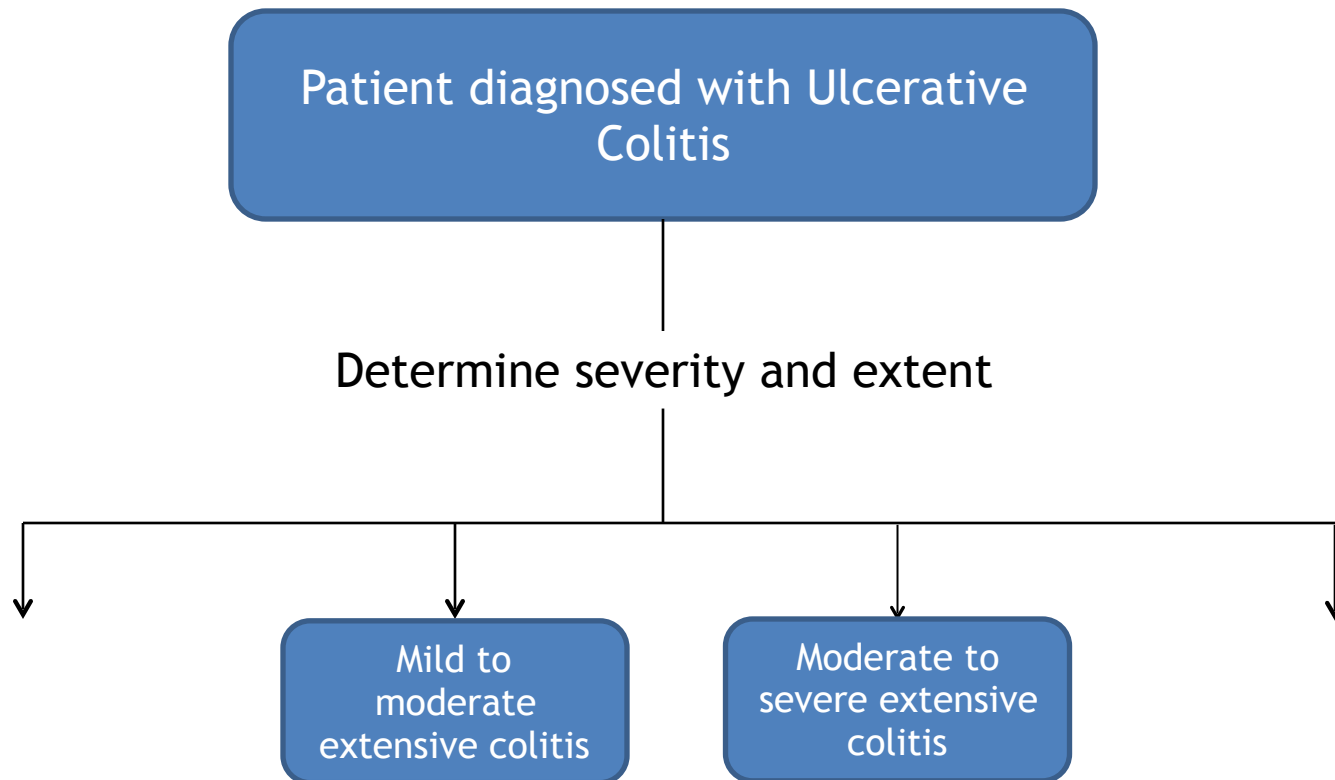 Patient diagnosed with Ulcerative
Colitis
Determine severity and extent
Mild to
moderate
extensive colitis
Moderate to
severe extensive
colitis